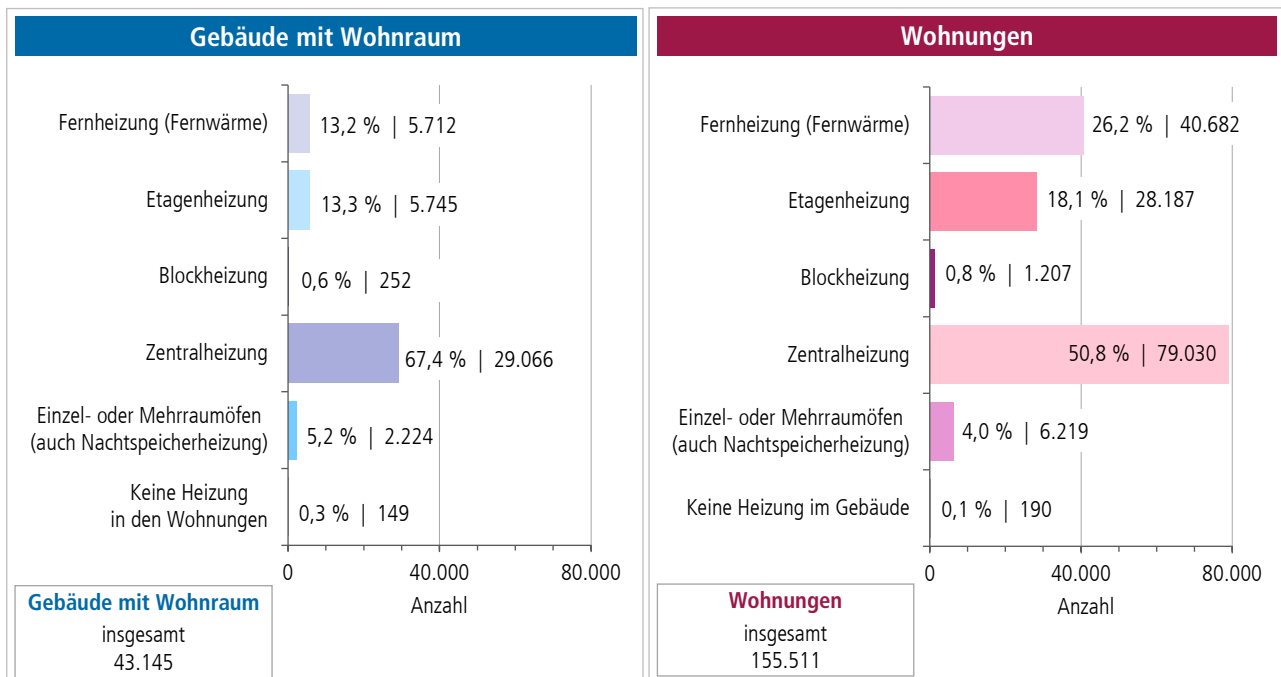 Gebäude mit Wohnraum
Fernheizung (Fernwärme)
13,2 % | 5.712
Etagenheizung
13,3 % | 5.745
Blockheizung
0,6 % | 252
Zentralheizung
67,4 % | 29.066
Einzel- oder Mehrraumöfen
(auch Nachtspeicherheizung)
5,2 % | 2.224
Keine Heizung
in den Wohnungen
0,3 % | 149
0 40.000 80.000
Anzahl
Gebäude mit Wohnraum
insgesamt
43.145
Wohnungen
Fernheizung (Fernwärme)
26,2 % | 40.682
Etagenheizung
18,1 % | 28.187
Blockheizung
0,8 % | 1.207
Zentralheizung
50,8 % | 79.030
Einzel- oder Mehrraumöfen
(auch Nachtspeicherheizung)
4,0 % | 6.219
Keine Heizung im Gebäude
0,1 % | 190
0 40.000 80.000
Anzahl
Wohnungen
insgesamt
155.511